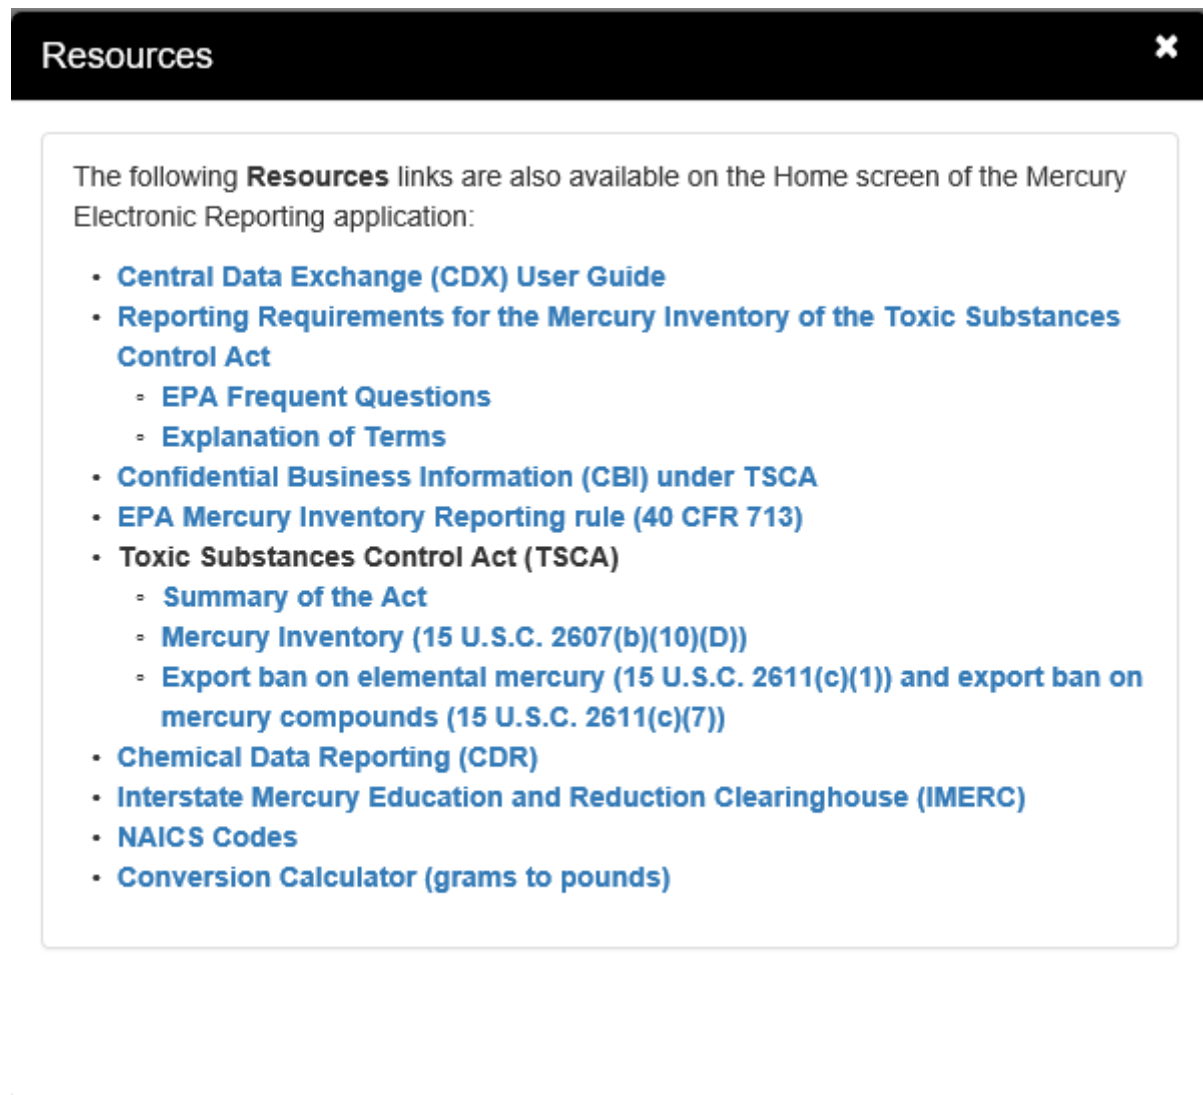 Resources
The following Resources links are also available on the Home screen of the Mercury
Electronic Reporting application:
• Central Data Exchange (CDX) User Guide
• Reporting Requirements for the Mercury Inventory of the Toxic Substances
Control Act
◦ EPA Frequent Questions
◦ Explanation of Terms
• Confidential Business Information (CBI) under TSCA
• EPA Mercury Inventory Reporting rule (40 CFR 713)
• Toxic Substances Control Act (TSCA)
◦ Summary of the Act
◦ Mercury Inventory (15 U.S.C. 2607(b)(10)(D))
◦ Export ban on elemental mercury (15 U.S.C. 2611(c)(1)) and export ban on
mercury compounds (15 U.S.C. 2611(c)(7))
• Chemical Data Reporting (CDR)
• Interstate Mercury Education and Reduction Clearinghouse (IMERC)
• NAICS Codes
• Conversion Calculator (grams to pounds)